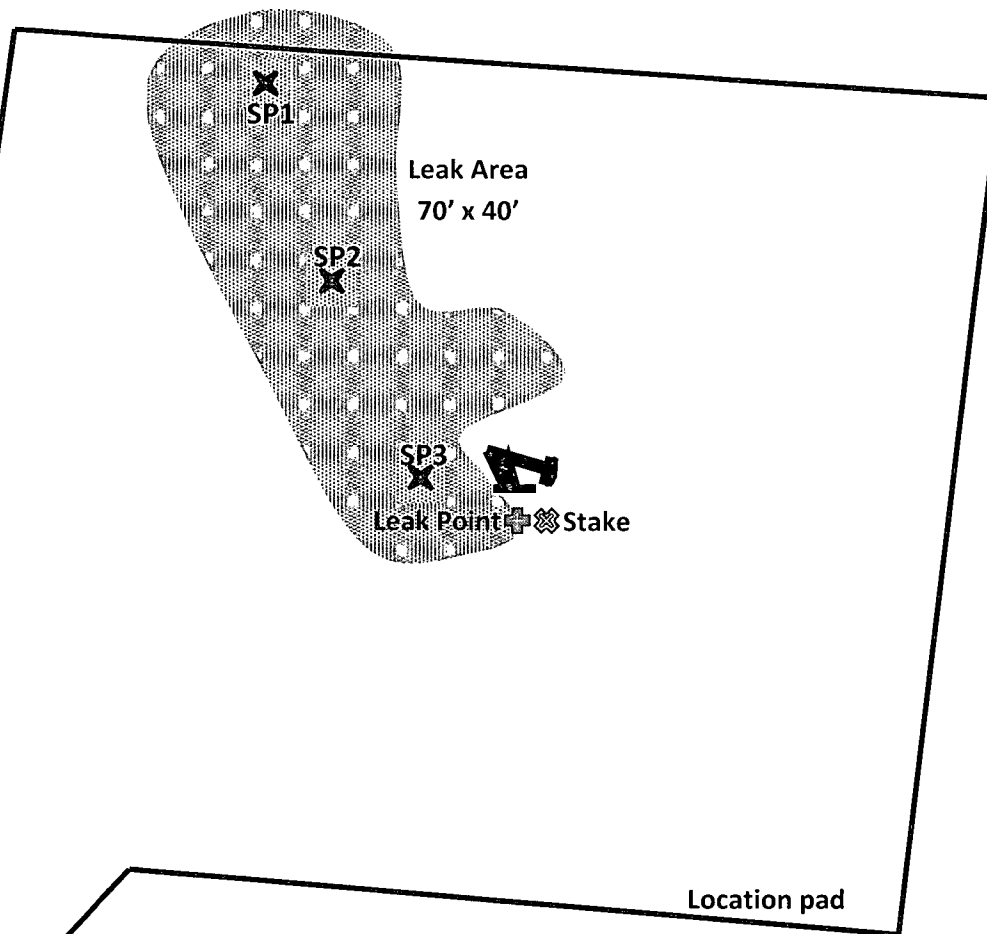 SP1
Leak Area
70’ x 40’
SP2
SP3
Leak Point
Stake
Location pad